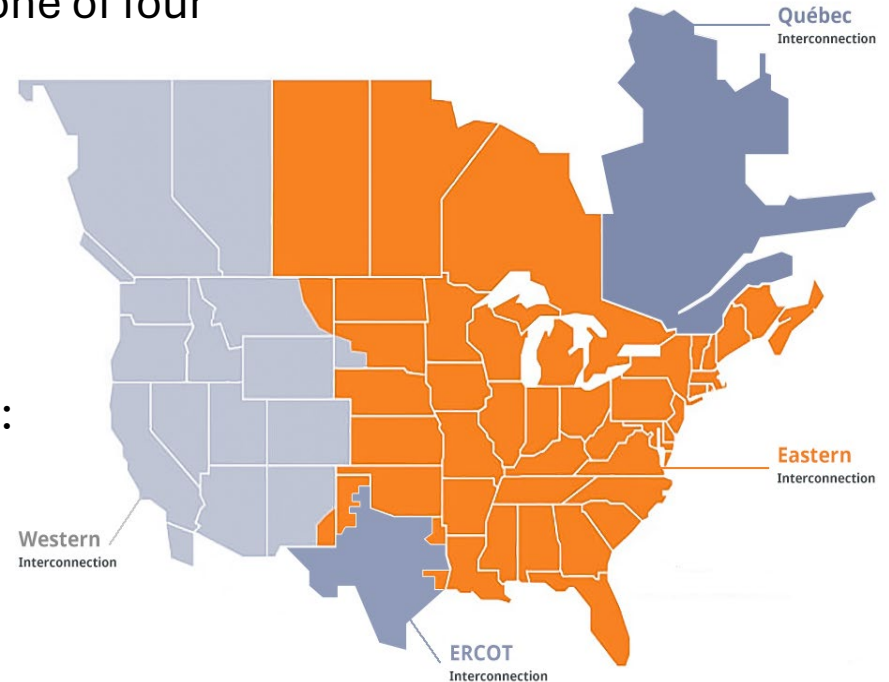 one of four
Québec
Interconnection
:
Eastern
Interconnection
Western
Interconnection
ERCOT
Interconnection